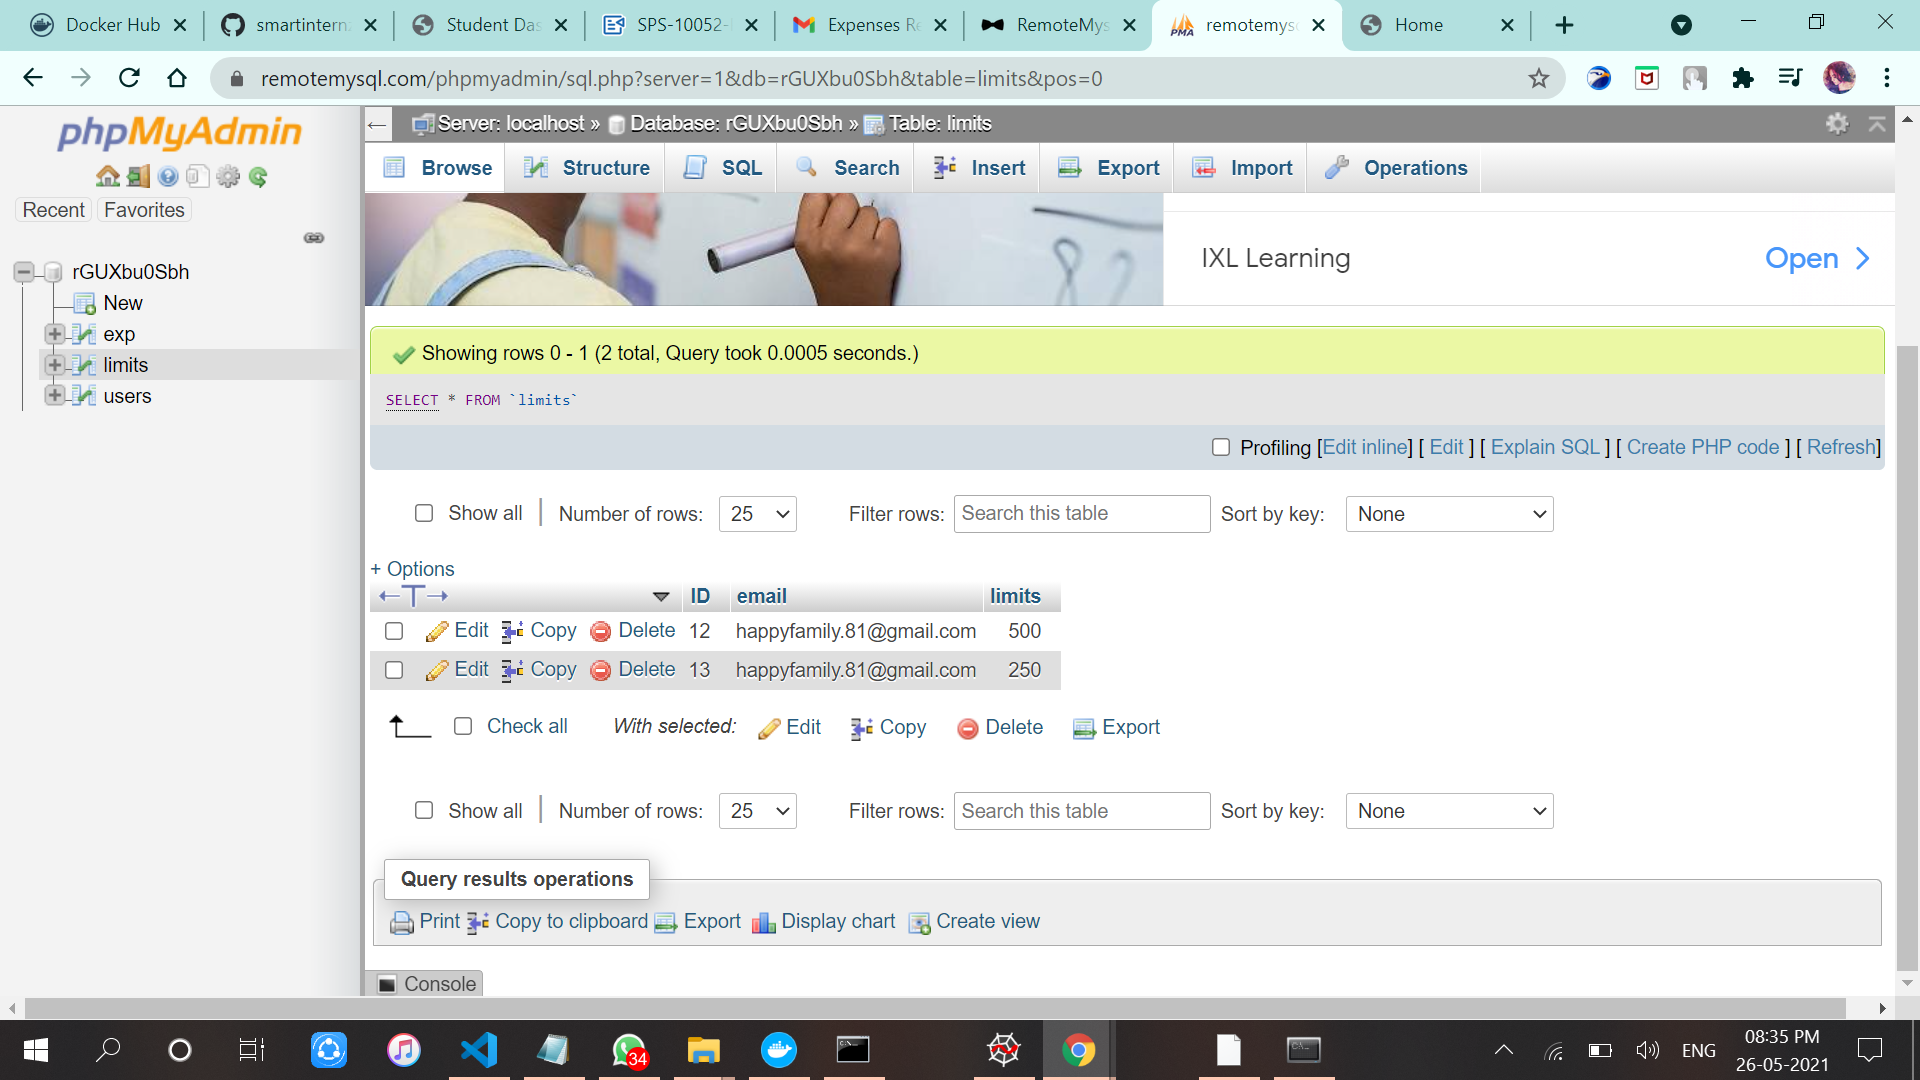 Docker Hub
smartintern
Student Das
SPS-10052-
Expenses Re
RemoteMys
remotemys
Home
remotemysql.com/phpmyadmin/sql.php?server=1&db=rGUXbu0Sbh&table=limits&pos=0
phpMyAdmin
Recent Favorites
rGUXbu0Sbh
New
exp
limits
users
Server: localhost » Database: rGUXbu0Sbh » Table: limits
Browse Structure SQL Search Insert Export Import Operations
IXL Learning
Open
Showing rows 0 - 1 (2 total, Query took 0.0005 seconds.)
SELECT * FROM `limits`
Profiling [Edit inline] [ Edit ] [ Explain SQL ] [ Create PHP code ] [ Refresh]
Show all Number of rows: 25 Filter rows: Search this table Sort by key: None
+ Options
←T→ ID email limits
Edit Copy Delete 12 happyfamily.81@gmail.com 500
Edit Copy Delete 13 happyfamily.81@gmail.com 250
Check all With selected: Edit Copy Delete Export
Show all Number of rows: 25 Filter rows: Search this table Sort by key: None
Query results operations
Print Copy to clipboard Export Display chart Create view
Console
34
ENG
08:35 PM
26-05-2021